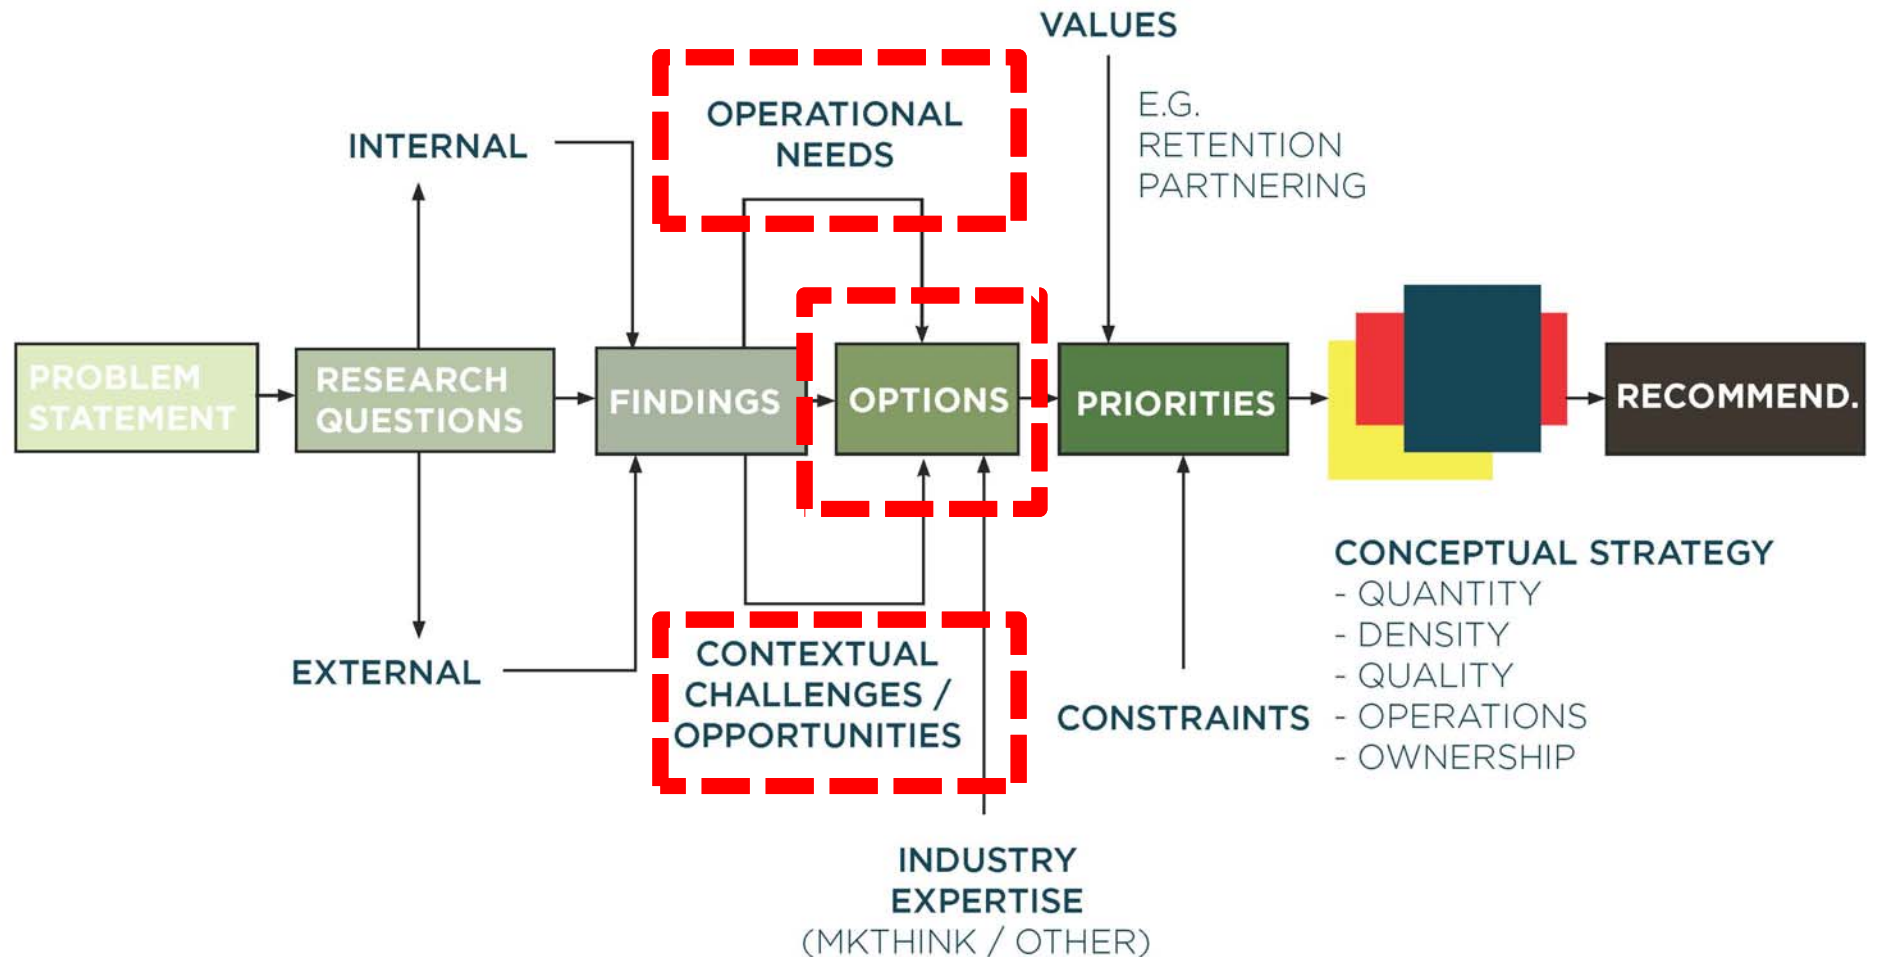 VALUES
E.G.
RETENTION
PARTNERING
OPERATIONAL
NEEDS
INTERNAL
PROBLEM
STATEMENT
RESEARCH
QUESTIONS
FINDINGS
OPTIONS
PRIORITIES
RECOMMEND.
EXTERNAL
CONTEXTUAL
CHALLENGES /
OPPORTUNITIES
CONSTRAINTS
CONCEPTUAL STRATEGY
- QUANTITY
- DENSITY
- QUALITY
- OPERATIONS
- OWNERSHIP
INDUSTRY
EXPERTISE
(MKTHINK / OTHER)